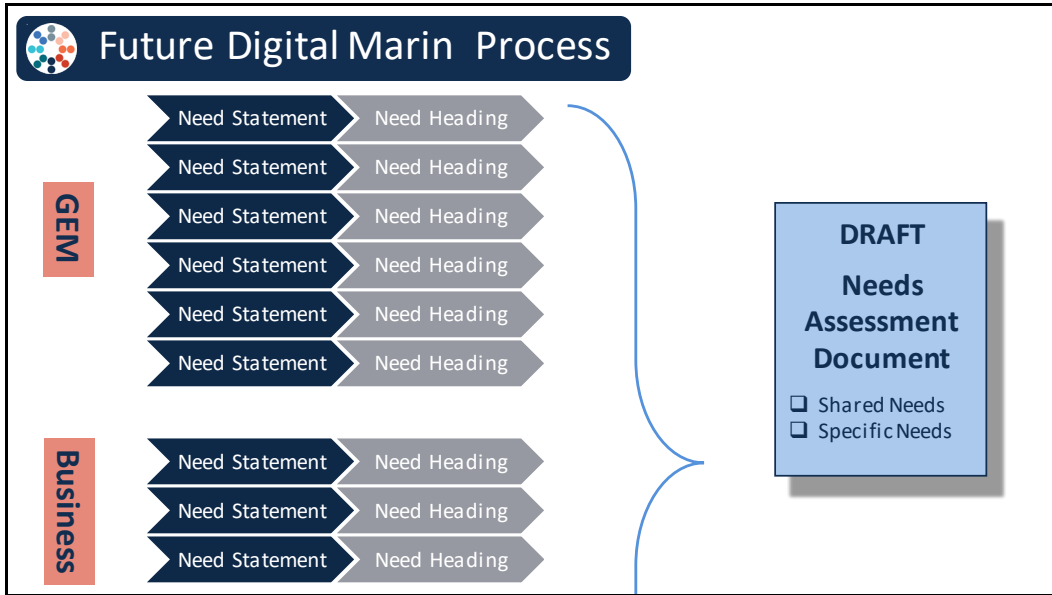 Future Digital Marin Process
GEM
Need Statement Need Heading
Need Statement Need Heading
Need Statement Need Heading
Need Statement Need Heading
Need Statement Need Heading
Need Statement Need Heading
Business
Need Statement Need Heading
Need Statement Need Heading
Need Statement Need Heading
DRAFT
Needs
Assessment
Document
❑ Shared Needs
❑ Specific Needs